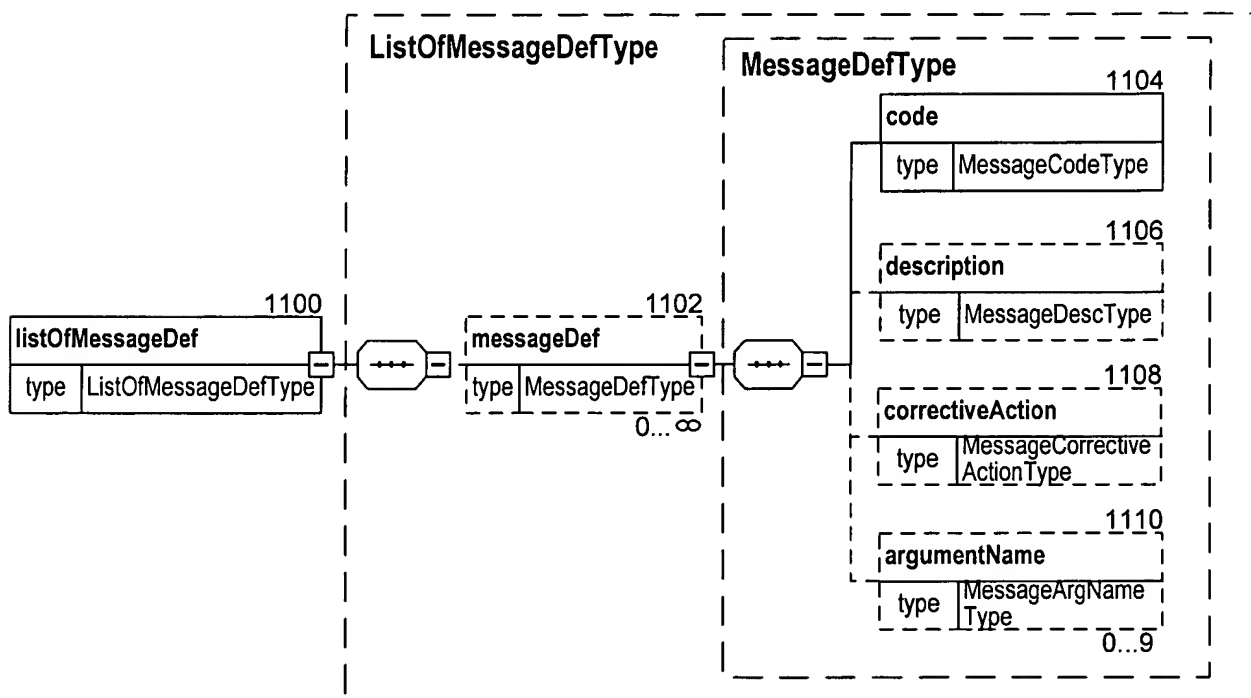 ListOfMessageDefType
MessageDefType
1104
code
type MessageCodeType
1106
description
type MessageDescType
1100
listOfMessageDef
type ListOfMessageDefType
1102
messageDef
type MessageDefType
0...∞
1108
correctiveAction
type MessageCorrective
ActionType
1110
argumentName
type MessageArgName
Type
0...9